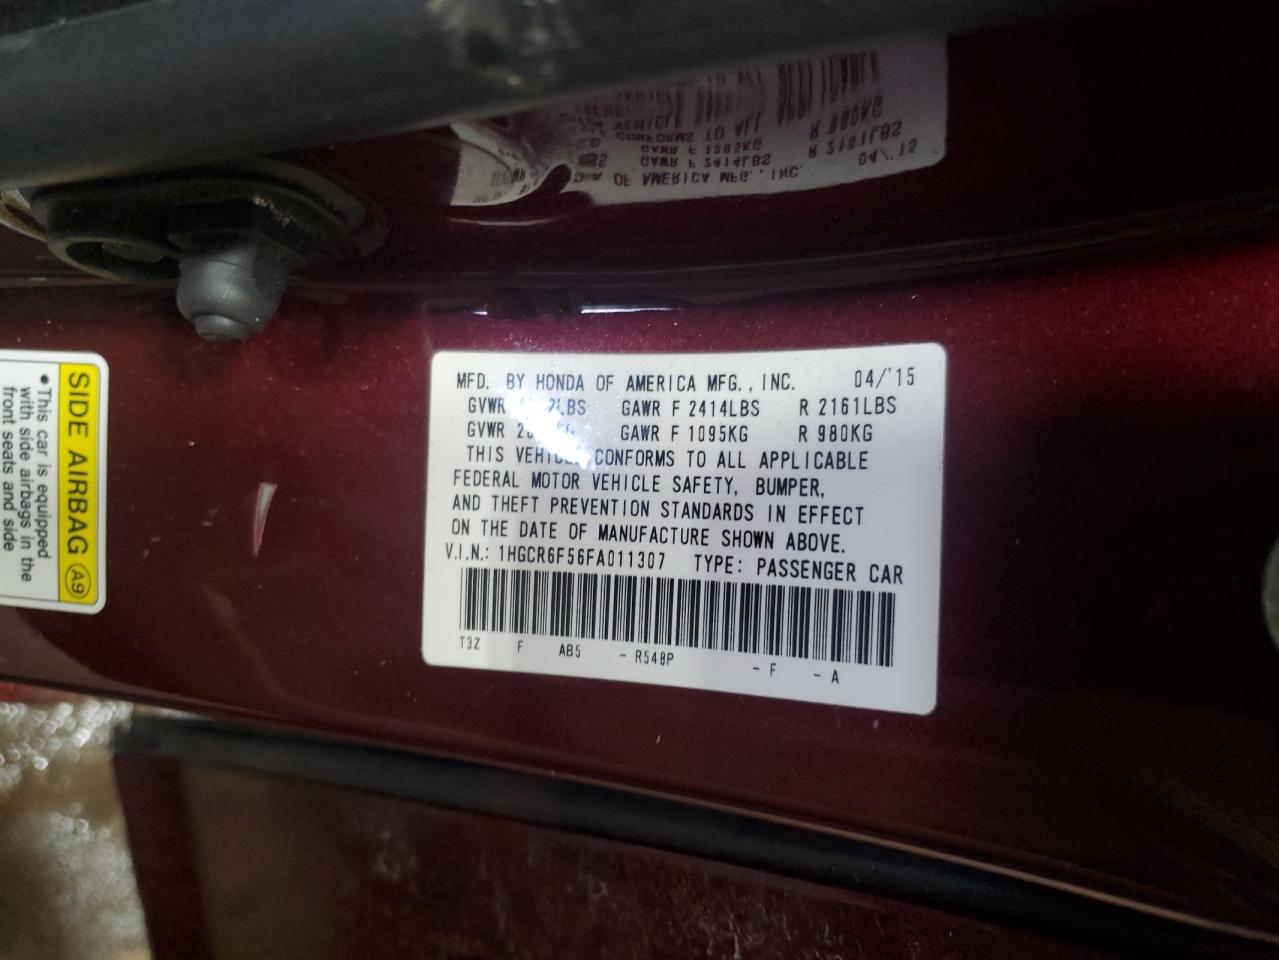 MFD. BY HONDA OF AMERICA MFG., INC. 04/'15
GVWR LBS GAWR F 2414LBS R 2161LBS
GVWR GAWR F 1095KG R 980KG
THIS VEHICLE CONFORMS TO ALL APPLICABLE
FEDERAL MOTOR VEHICLE SAFETY, BUMPER,
AND THEFT PREVENTION STANDARDS IN EFFECT
ON THE DATE OF MANUFACTURE SHOWN ABOVE.
V.I.N.: 1HGCR6F56FA011307 TYPE: PASSENGER CAR
T3Z F AB5 - R548P - F - A
SIDE AIRBAG A9
• This car is equipped
with side airbags in the
front seats and side